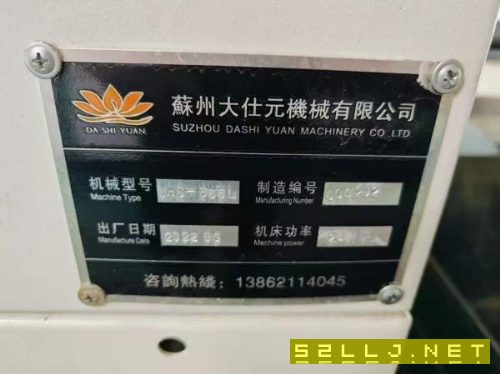 蘇州大仕元機械有限公司
DA SHI YUAN
SUZHOU DASHI YUAN MACHINERY CO.,LTD.
机械型号
Machine Type
制造编号
Manufacturing Number
出厂日期
Manufacture Date
机床功率
Machine power
咨詢熱綫：13862114045
52LLJ.NET